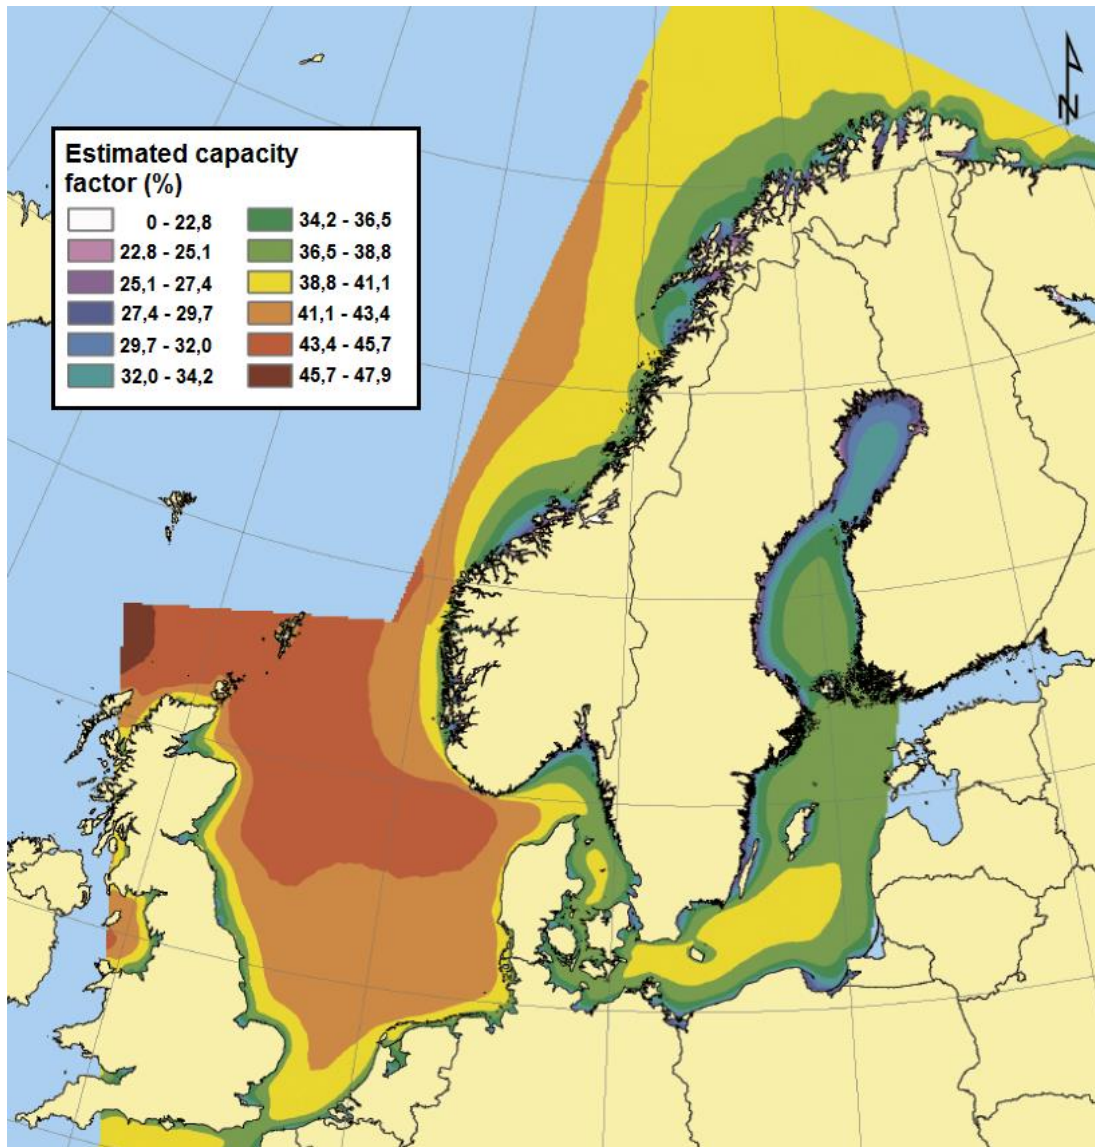 Estimated capacity
factor (%)
0 - 22,8
22,8 - 25,1
25,1 - 27,4
27,4 - 29,7
29,7 - 32,0
32,0 - 34,2
34,2 - 36,5
36,5 - 38,8
38,8 - 41,1
41,1 - 43,4
43,4 - 45,7
45,7 - 47,9
N